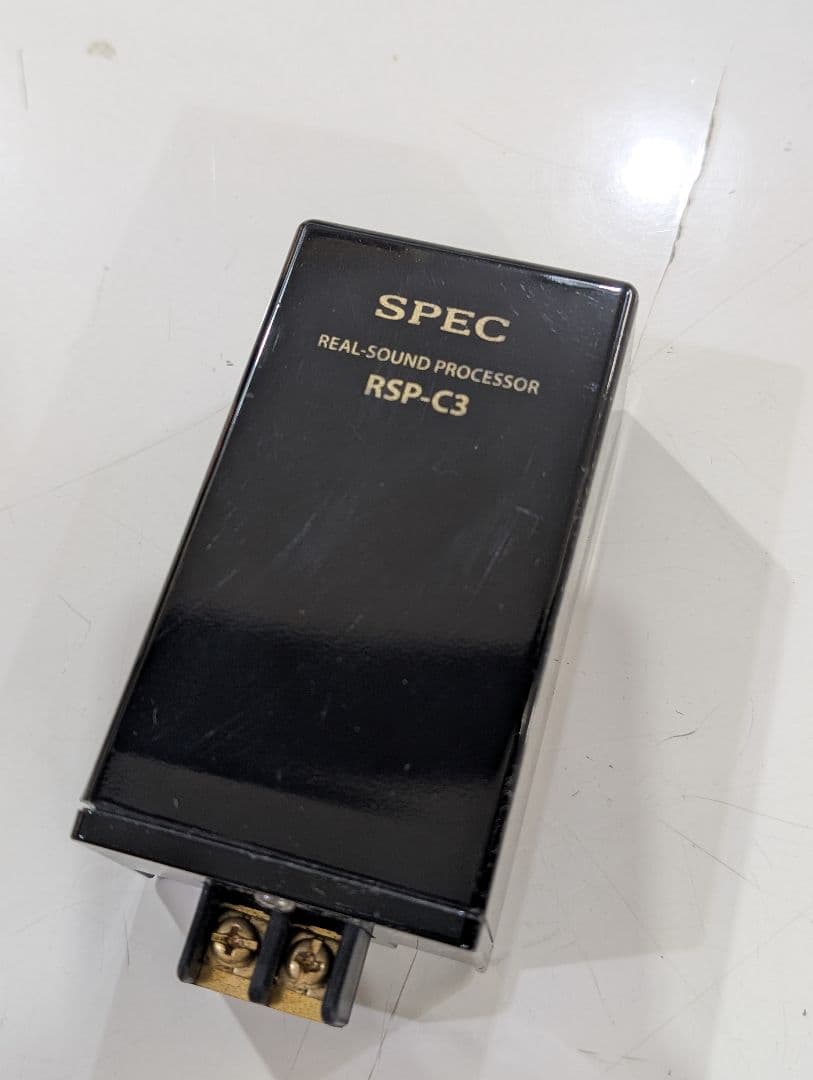 SPEC
REAL-SOUND PROCESSOR
RSP-C3